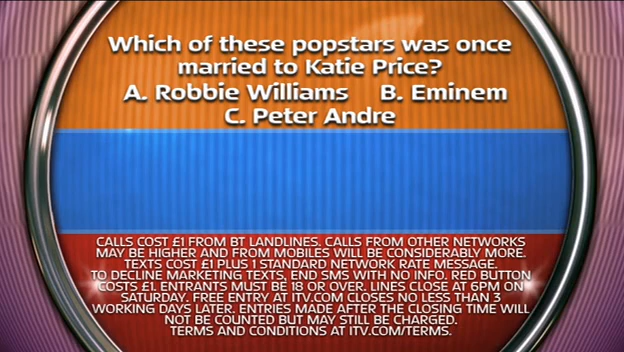 Which of these popstars was once
married to Katie Price?
A. Robbie Williams B. Eminem
C. Peter Andre
CALLS COST £1 FROM BT LANDLINES. CALLS FROM OTHER NETWORKS
MAY BE HIGHER AND FROM MOBILES WILL BE CONSIDERABLY MORE.
TEXTS COST £1 PLUS 1 STANDARD NETWORK RATE MESSAGE
TO DECLINE MARKETING TEXTS, END SMS WITH NO INFO. RED BUTTON
COSTS £1. ENTRANTS MUST BE 18 OR OVER. LINES CLOSE AT 6PM ON
SATURDAY. FREE ENTRY AT ITV.COM CLOSES NO LESS THAN 3
WORKING DAYS LATER. ENTRIES MADE AFTER THE CLOSING TIME WILL
NOT BE COUNTED BUT MAY STILL BE CHARGED.
TERMS AND CONDITIONS AT ITV.COM/TERMS.